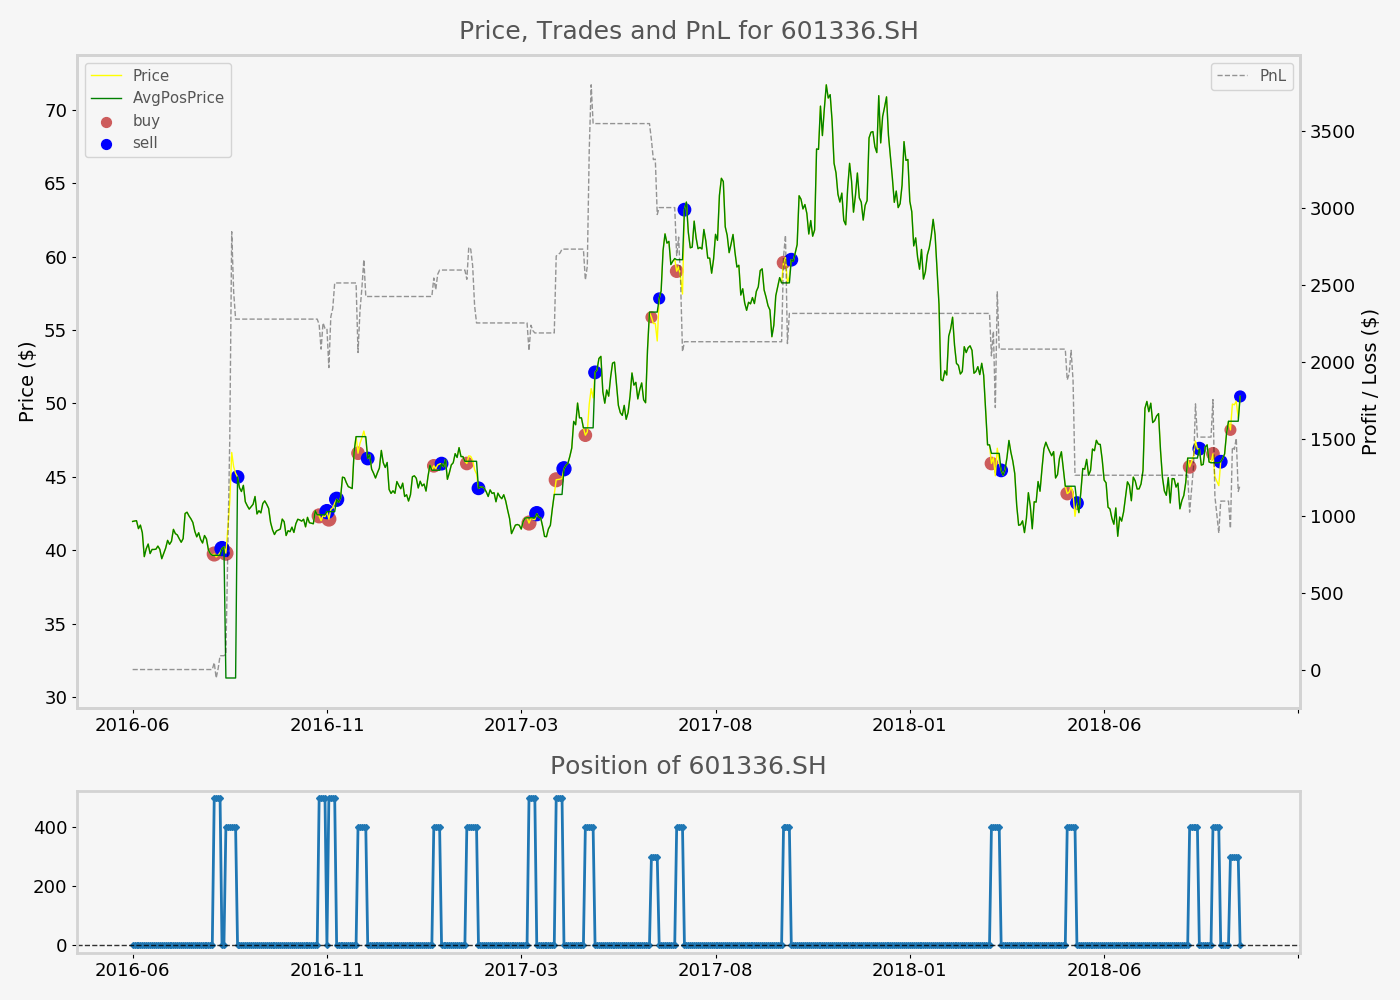 Price, Trades and PnL for 601336.SH
Price
AvgPosPrice
buy
sell
PnL
Price ($)
70
65
60
55
50
45
40
35
30
3500
3000
2500
2000
1500
1000
500
0
Profit / Loss ($)
2016-06 2016-11 2017-03 2017-08 2018-01 2018-06
Position of 601336.SH
400
200
0
2016-06 2016-11 2017-03 2017-08 2018-01 2018-06